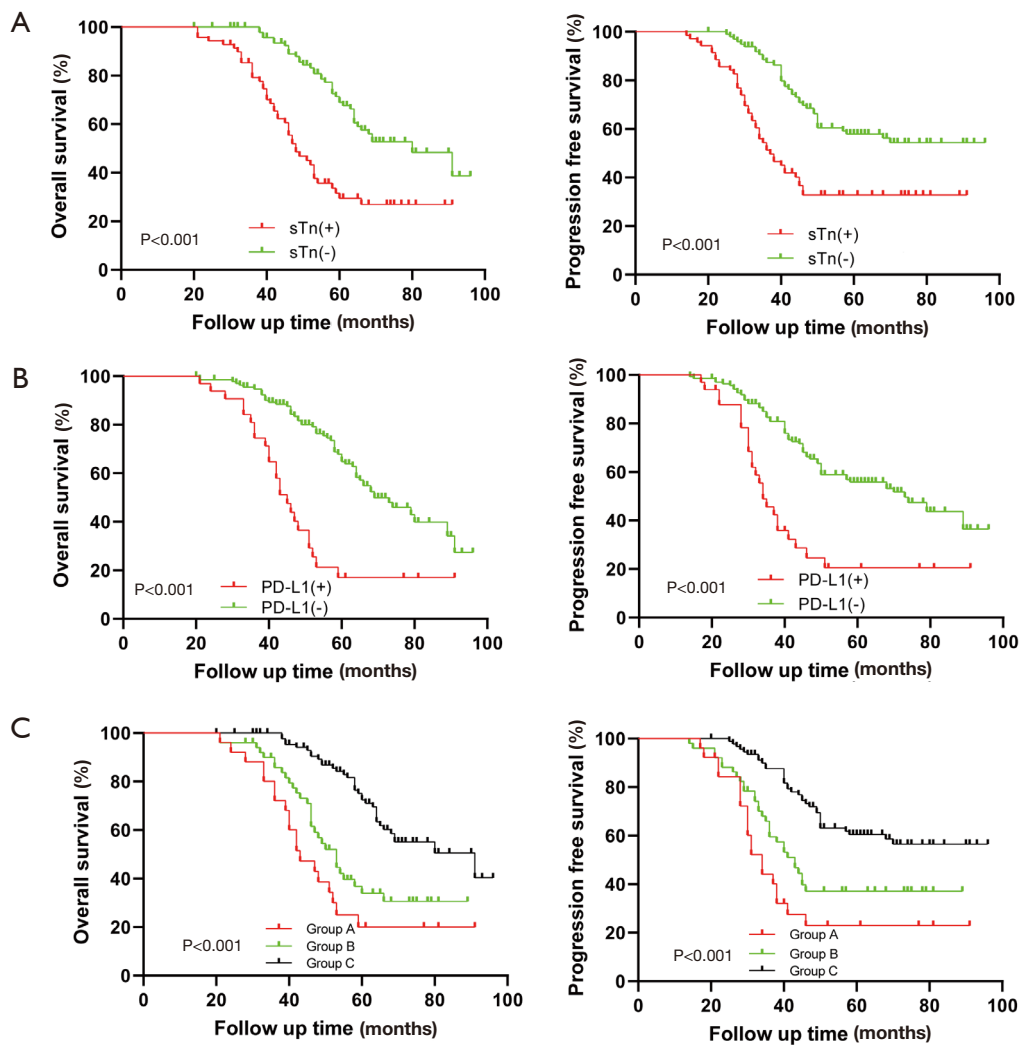 A
Overall survival (%)
100
80
60
40
20
0
P<0.001
sTn(+)
sTn(-)
0 20 40 60 80 100
Follow up time (months)
Progression free survival (%)
100
80
60
40
20
0
P<0.001
sTn(+)
sTn(-)
0 20 40 60 80 100
Follow up time (months)
B
Overall survival (%)
100
80
60
40
20
0
P<0.001
PD-L1(+)
PD-L1(-)
0 20 40 60 80 100
Follow up time (months)
Progression free survival (%)
100
80
60
40
20
0
P<0.001
PD-L1(+)
PD-L1(-)
0 20 40 60 80 100
Follow up time (months)
C
Overall survival (%)
100
80
60
40
20
0
P<0.001
Group A
Group B
Group C
0 20 40 60 80 100
Follow up time (months)
Progression free survival (%)
100
80
60
40
20
0
P<0.001
Group A
Group B
Group C
0 20 40 60 80 100
Follow up time (months)